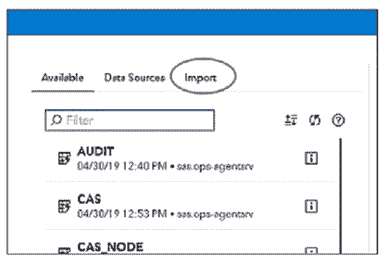 Available Data Sources Import
Filter
AUDIT
04/30/19 12:40 PM • sas.ops-agentsrv
CAS
04/30/19 12:53 PM • sas.ops-agentsrv
CAS_NODE